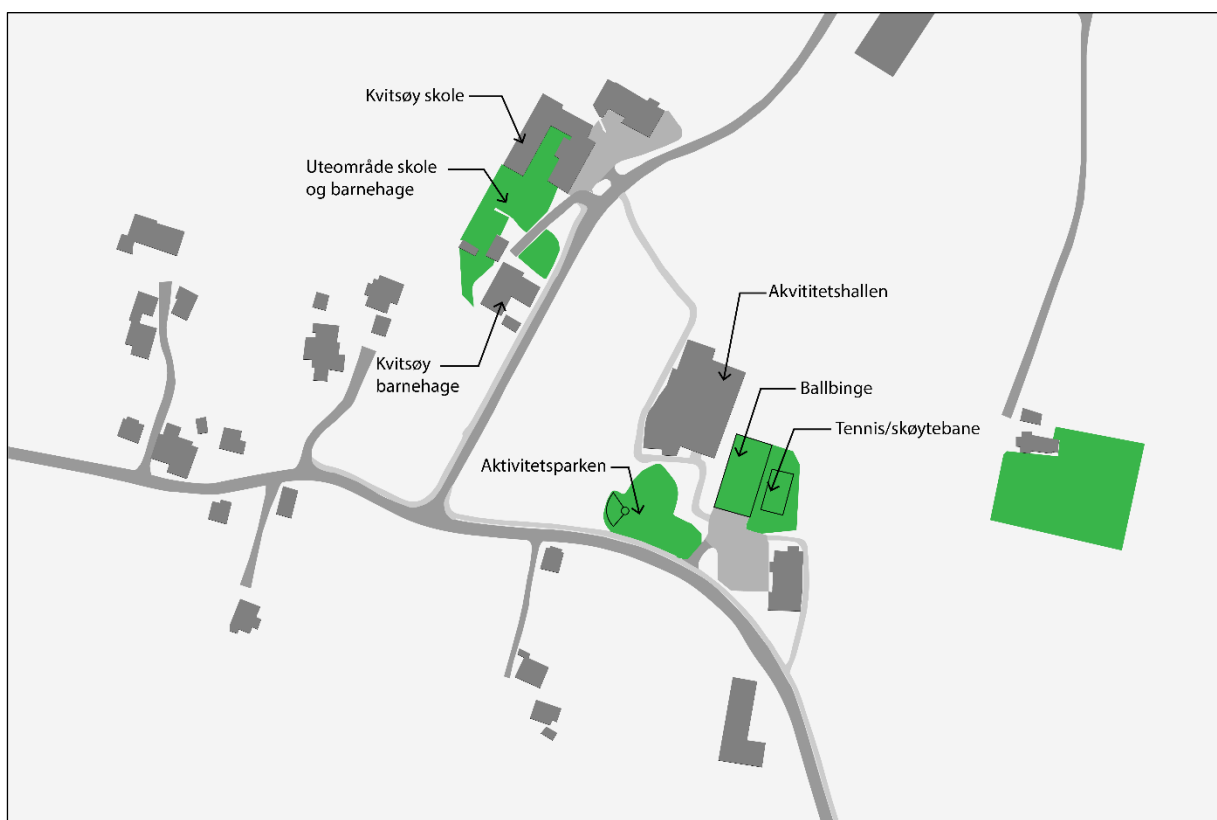 Kvitsøy skole
Uteområde skole
og barnehage
Akvititetshallen
Kvitsøy
barnehage
Ballbinge
Tennis/skøytebane
Aktivitetsparken